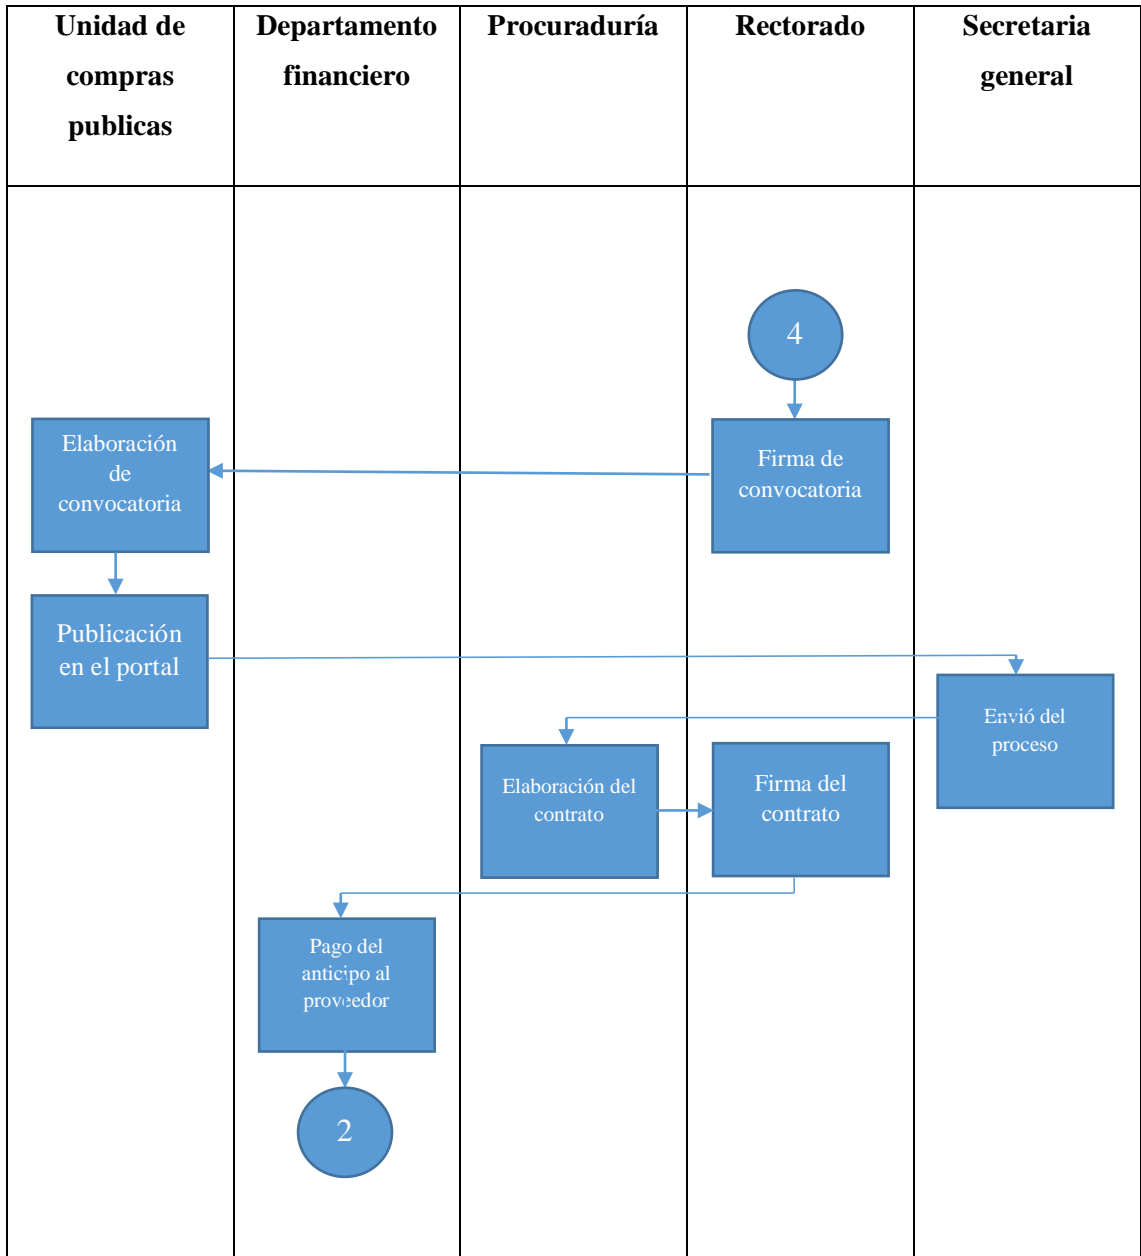 Unidad de
compras
publicas
Departamento
financiero
Procuraduría
Rectorado
Secretaria
general
4
Elaboración
de
convocatoria
Firma de
convocatoria
Publicación
en el portal
Envió del
proceso
Elaboración del
contrato
Firma del
contrato
Pago del
anticipo al
proveedor
2